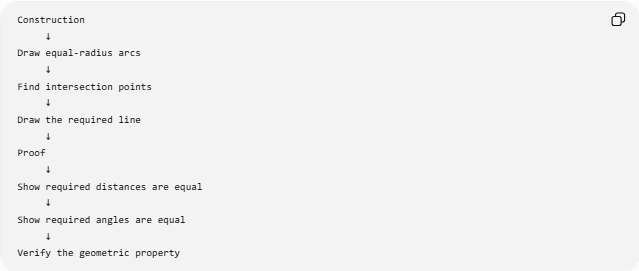 Construction
↓
Draw equal-radius arcs
↓
Find intersection points
↓
Draw the required line
↓
Proof
↓
Show required distances are equal
↓
Show required angles are equal
↓
Verify the geometric property